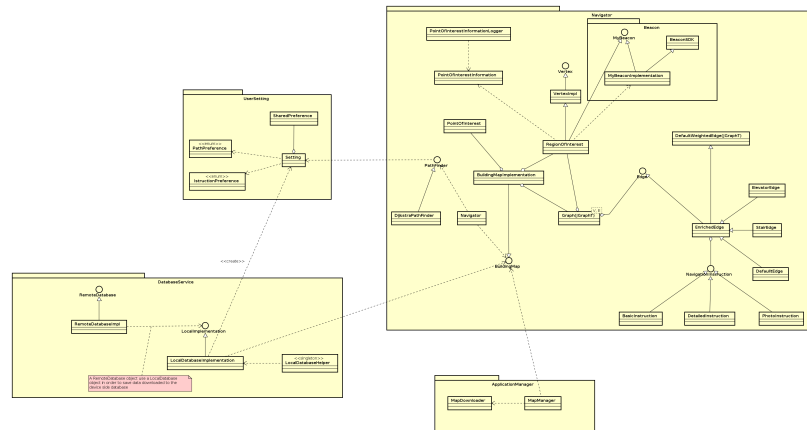 Navigator
Beacon
MyBeacon
BeaconSDK
MyBeaconImplementation
PointOfInterestInformationLogger
PointOfInterestInformation
Vertex
VertexImpl
PointOfInterest
RegionOfInterest
DefaultWeightedEdge(GraphT)
BuildingMapImplementation
PathFinder
Edge
DijkstraPathFinder
Navigator
Graph(GraphT)
V, E
ElevatorEdge
EnrichedEdge
StairEdge
DefaultEdge
BuildingMap
NavigationInstruction
BasicInstruction
DetailedInstruction
PhotoInstruction
UserSetting
SharedPreference
<<enum>>
PathPreference
Setting
<<enum>>
IstructionPreference
<<create>>
DatabaseService
RemoteDatabase
RemoteDatabaseImpl
LocalImplementation
LocalDatabaseImplementation
<<singleton>>
LocalDatabaseHelper
A RemoteDatabase object use a LocalDatabase
object in order to save data downloaded to the
device side database
ApplicationManager
MapDownloader
MapManager